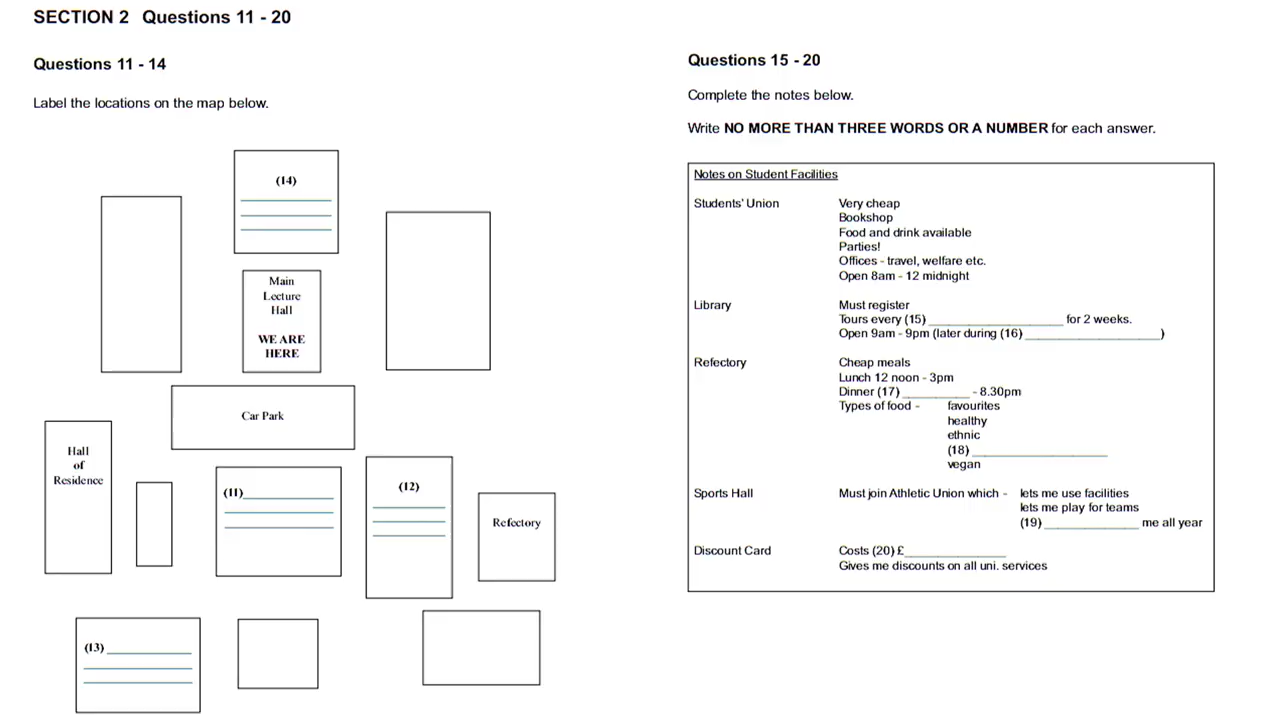 SECTION 2 Questions 11 - 20
Questions 11 - 14
Label the locations on the map below.
(14)
Main
Lecture
Hall
WE ARE
HERE
Car Park
Hall
of
Residence
(11)
(12)
Refectory
(13)
Questions 15 - 20
Complete the notes below.
Write NO MORE THAN THREE WORDS OR A NUMBER for each answer.
Notes on Student Facilities
Students' Union Very cheap
Bookshop
Food and drink available
Parties!
Offices - travel, welfare etc.
Open 8am - 12 midnight
Library Must register
Tours every (15) ____________________ for 2 weeks.
Open 9am - 9pm (later during (16) ____________________)
Refectory Cheap meals
Lunch 12 noon - 3pm
Dinner (17) __________ - 8.30pm
Types of food - favourites
healthy
ethnic
(18) ____________________
vegan
Sports Hall Must join Athletic Union which - lets me use facilities
lets me play for teams
(19) ______________ me all year
Discount Card Costs (20) £_______________
Gives me discounts on all uni. services